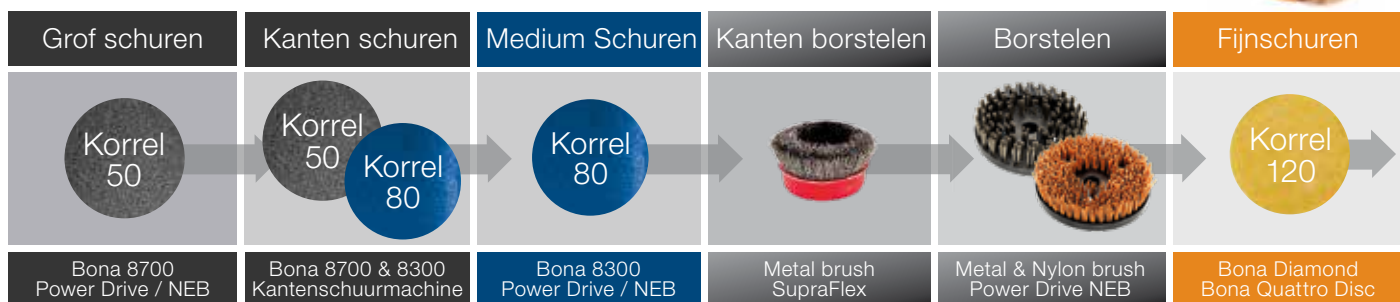 Grof schuren
Kanten schuren
Medium Schuren
Kanten borstelen
Borstelen
Fijnschuren
Korrel
50
Korrel
50
Korrel
80
Korrel
80
Korrel
120
Bona 8700
Power Drive / NEB
Bona 8700 & 8300
Kantenschuurmachine
Bona 8300
Power Drive / NEB
Metal brush
SupraFlex
Metal & Nylon brush
Power Drive NEB
Bona Diamond
Bona Quattro Disc